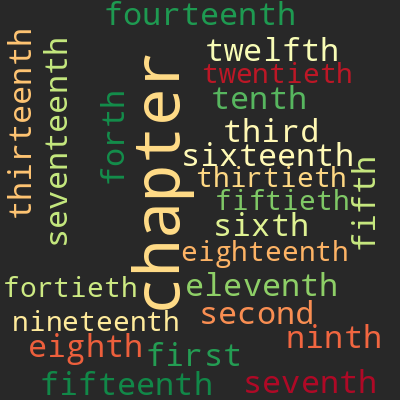 fourteenth
thirteenth
seventeenth
forth
chapter
twelfth
twentieth
tenth
third
sixteenth
thirtieth
fiftieth
fifth
sixth
eighteenth
fortieth
eleventh
nineteenth
second
eighth
first
ninth
fifteenth
seventh